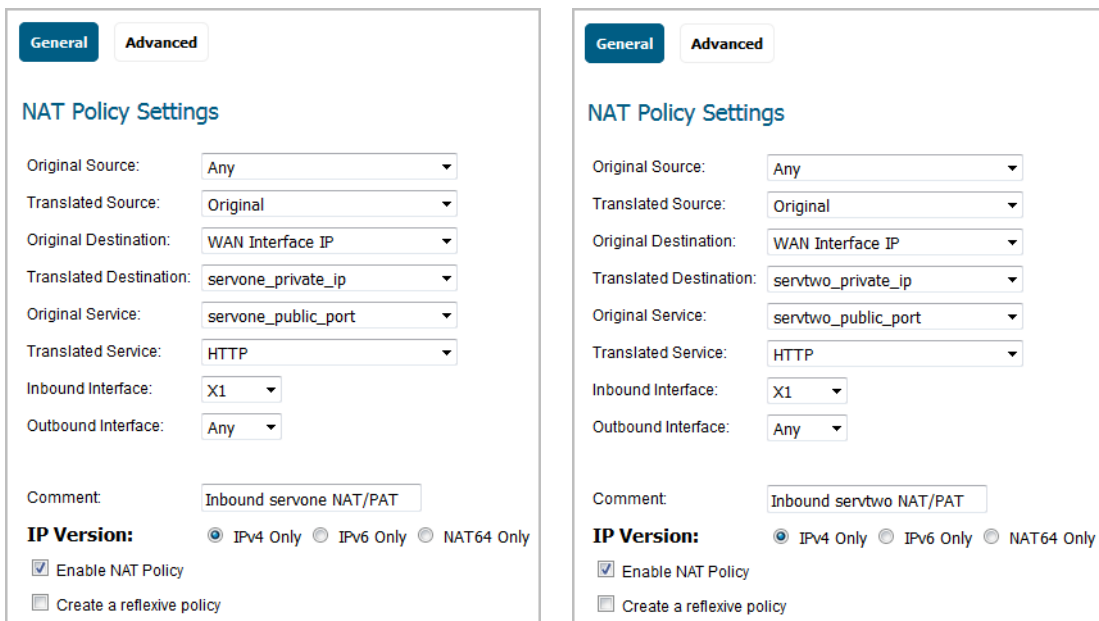 General Advanced
NAT Policy Settings
Original Source: Any
Translated Source: Original
Original Destination: WAN Interface IP
Translated Destination: servone_private_ip
Original Service: servone_public_port
Translated Service: HTTP
Inbound Interface: X1
Outbound Interface: Any
Comment: Inbound servone NAT/PAT
IP Version: IPv4 Only IPv6 Only NAT64 Only
Enable NAT Policy
Create a reflexive policy
General Advanced
NAT Policy Settings
Original Source: Any
Translated Source: Original
Original Destination: WAN Interface IP
Translated Destination: servtwo_private_ip
Original Service: servtwo_public_port
Translated Service: HTTP
Inbound Interface: X1
Outbound Interface: Any
Comment: Inbound servtwo NAT/PAT
IP Version: IPv4 Only IPv6 Only NAT64 Only
Enable NAT Policy
Create a reflexive policy